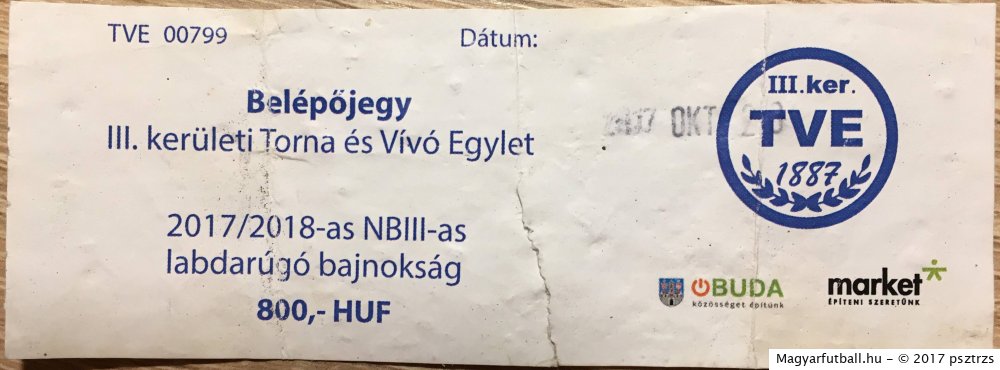 TVE 00799
Dátum:
Belépőjegy
III. kerületi Torna és Vívó Egylet
OKT
III.ker.
TVE
1887
2017/2018-as NBIII-as
labdarúgó bajnokság
800,- HUF
ÓBUDA
közösséget építünk
market
ÉPÍTENI SZERETÜNK
Magyarfutball.hu - © 2017 psztrzs